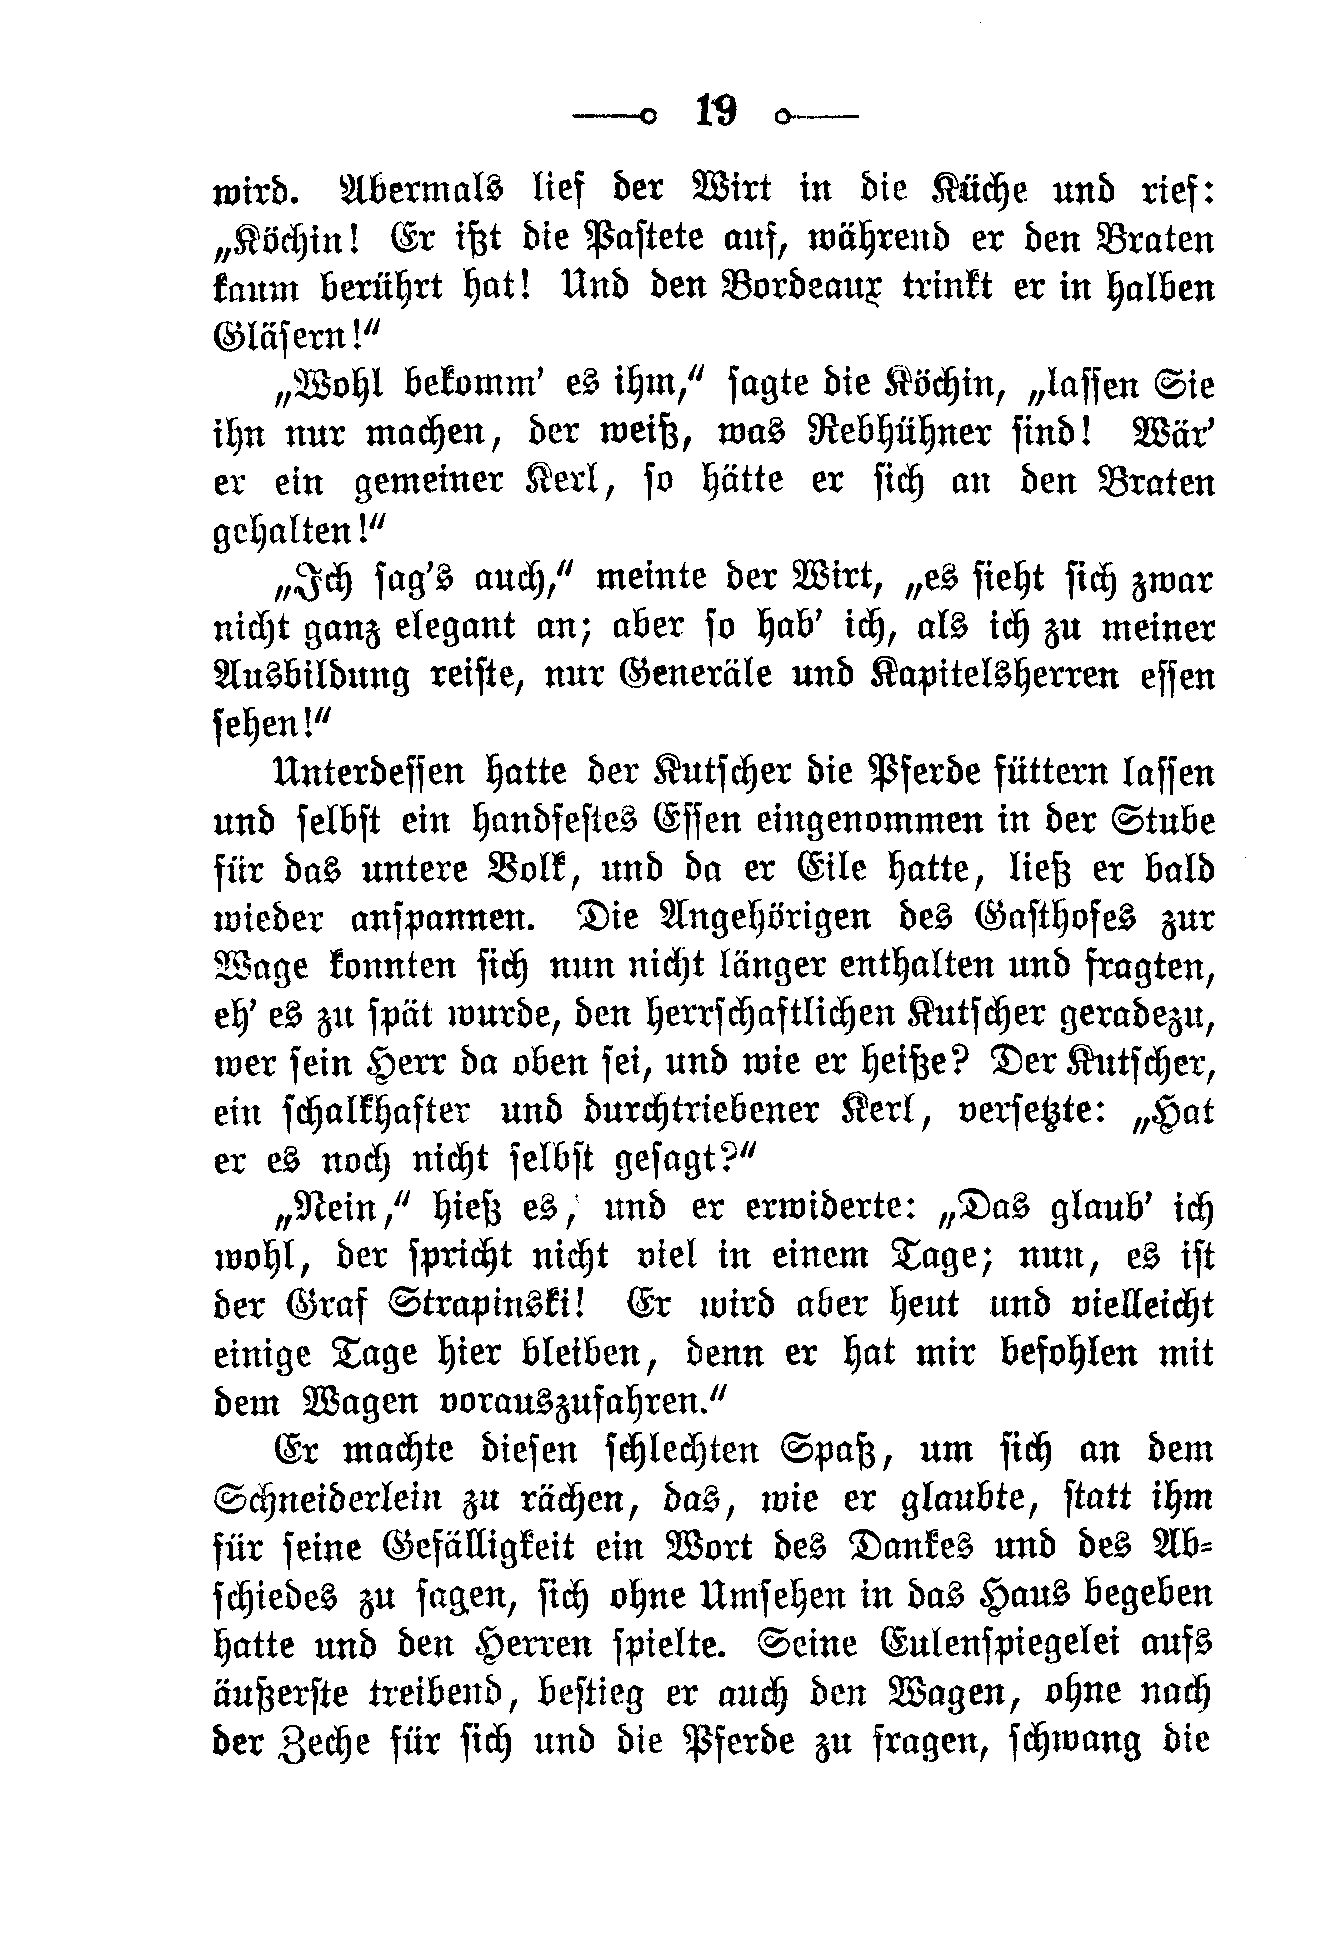 19
wird. Abermals lief der Wirt in die Küche und rief:
„Köchin! Er ißt die Pastete auf, während er den Braten
kaum berührt hat! Und den Bordeaux trinkt er in halben
Gläsern!“
„Wohl bekomm' es ihm,“ sagte die Köchin, „lassen Sie
ihn nur machen, der weiß, was Rebhühner sind! Wär'
er ein gemeiner Kerl, so hätte er sich an den Braten
gehalten!“
„Ich sag's auch,“ meinte der Wirt, „es sieht sich zwar
nicht ganz elegant an; aber so hab' ich, als ich zu meiner
Ausbildung reiste, nur Generäle und Kapitelsherren essen
sehen!“
Unterdessen hatte der Kutscher die Pferde füttern lassen
und selbst ein handfestes Essen eingenommen in der Stube
für das untere Volk, und da er Eile hatte, ließ er bald
wieder anspannen. Die Angehörigen des Gasthofes zur
Wage konnten sich nun nicht länger enthalten und fragten,
eh' es zu spät wurde, den herrschaftlichen Kutscher geradezu,
wer sein Herr da oben sei, und wie er heiße? Der Kutscher,
ein schalkhafter und durchtriebener Kerl, versetzte: „Hat
er es noch nicht selbst gesagt?“
„Nein,“ hieß es, und er erwiderte: „Das glaub' ich
wohl, der spricht nicht viel in einem Tage; nun, es ist
der Graf Strapinski! Er wird aber heut und vielleicht
einige Tage hier bleiben, denn er hat mir befohlen mit
dem Wagen vorauszufahren.“
Er machte diesen schlechten Spaß, um sich an dem
Schneiderlein zu rächen, das, wie er glaubte, statt ihm
für seine Gefälligkeit ein Wort des Dankes und des Ab-
schiedes zu sagen, sich ohne Umsehen in das Haus begeben
hatte und den Herren spielte. Seine Eulenspiegelei aufs
äußerste treibend, bestieg er auch den Wagen, ohne nach
der Zeche für sich und die Pferde zu fragen, schwang die